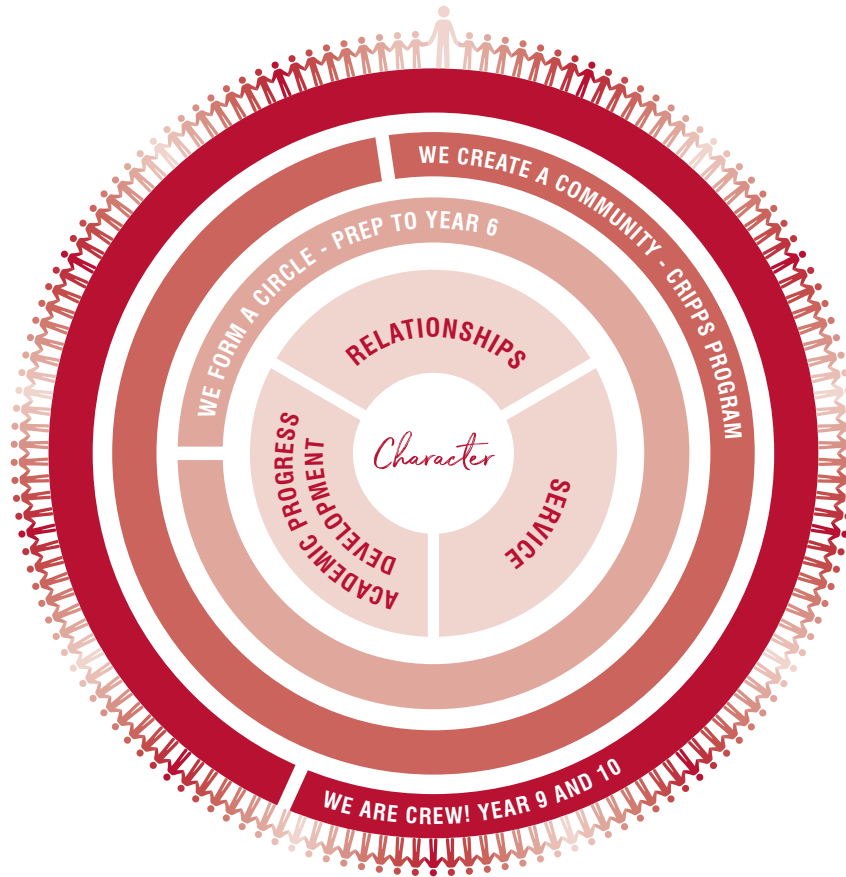 WE CREATE A COMMUNITY - CRIPPS PROGRAM
WE FORM A CIRCLE - PREP TO YEAR 6
RELATIONSHIPS
Character
ACADEMIC PROGRESS
DEVELOPMENT
SERVICE
WE ARE CREW! YEAR 9 AND 10